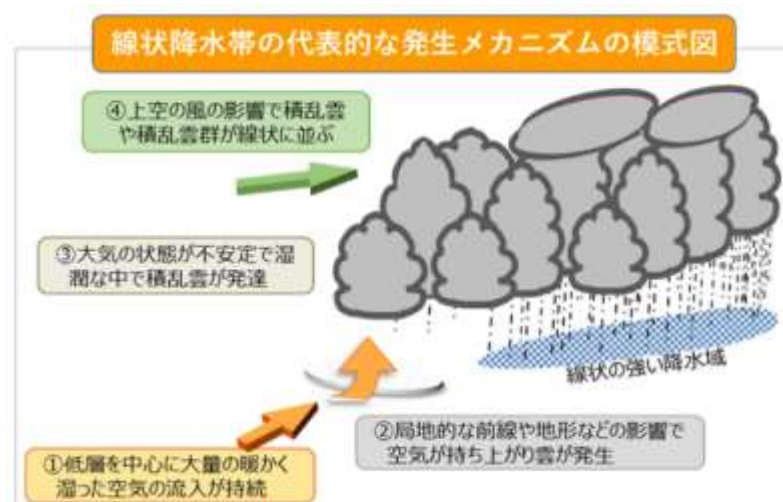 線状降水帯の代表的な発生メカニズムの模式図
④上空の風の影響で積乱雲
や積乱雲群が線状に並ぶ
③大気の状態が不安定で湿
潤な中で積乱雲が発達
線状の強い降水域
②局地的な前線や地形などの影響で
空気が持ち上がり雲が発生
①低層を中心に大量の暖かく
湿った空気の流入が持続